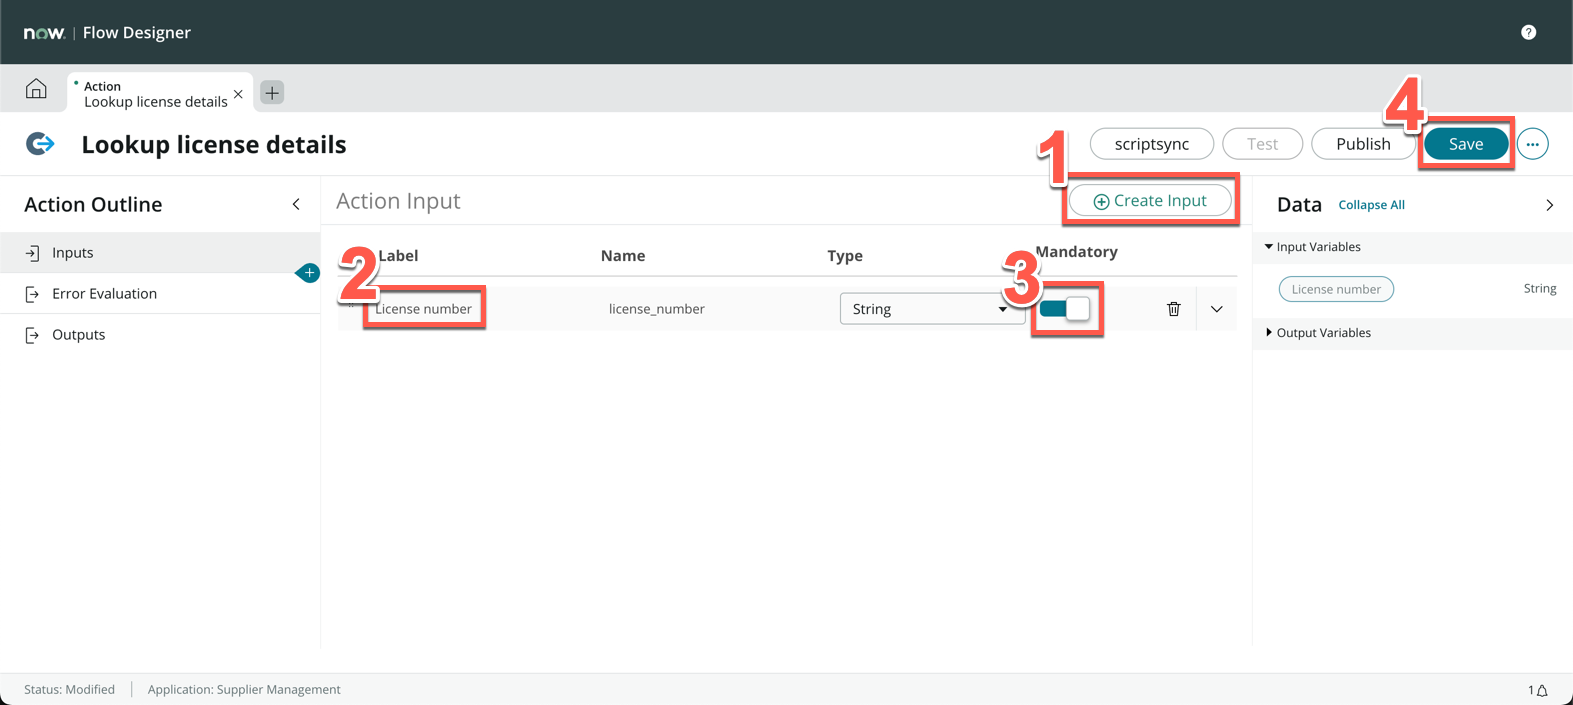 now. | Flow Designer
?
Action
Lookup license details
Lookup license details
scriptsync
Test
Publish
Save
...
1
4
Action Outline
Action Input
Create Input
Data
Collapse All
Inputs
Error Evaluation
Outputs
Label
Name
Type
Mandatory
2
3
License number
license_number
String
Input Variables
License number
String
Output Variables
Status: Modified
Application: Supplier Management
1